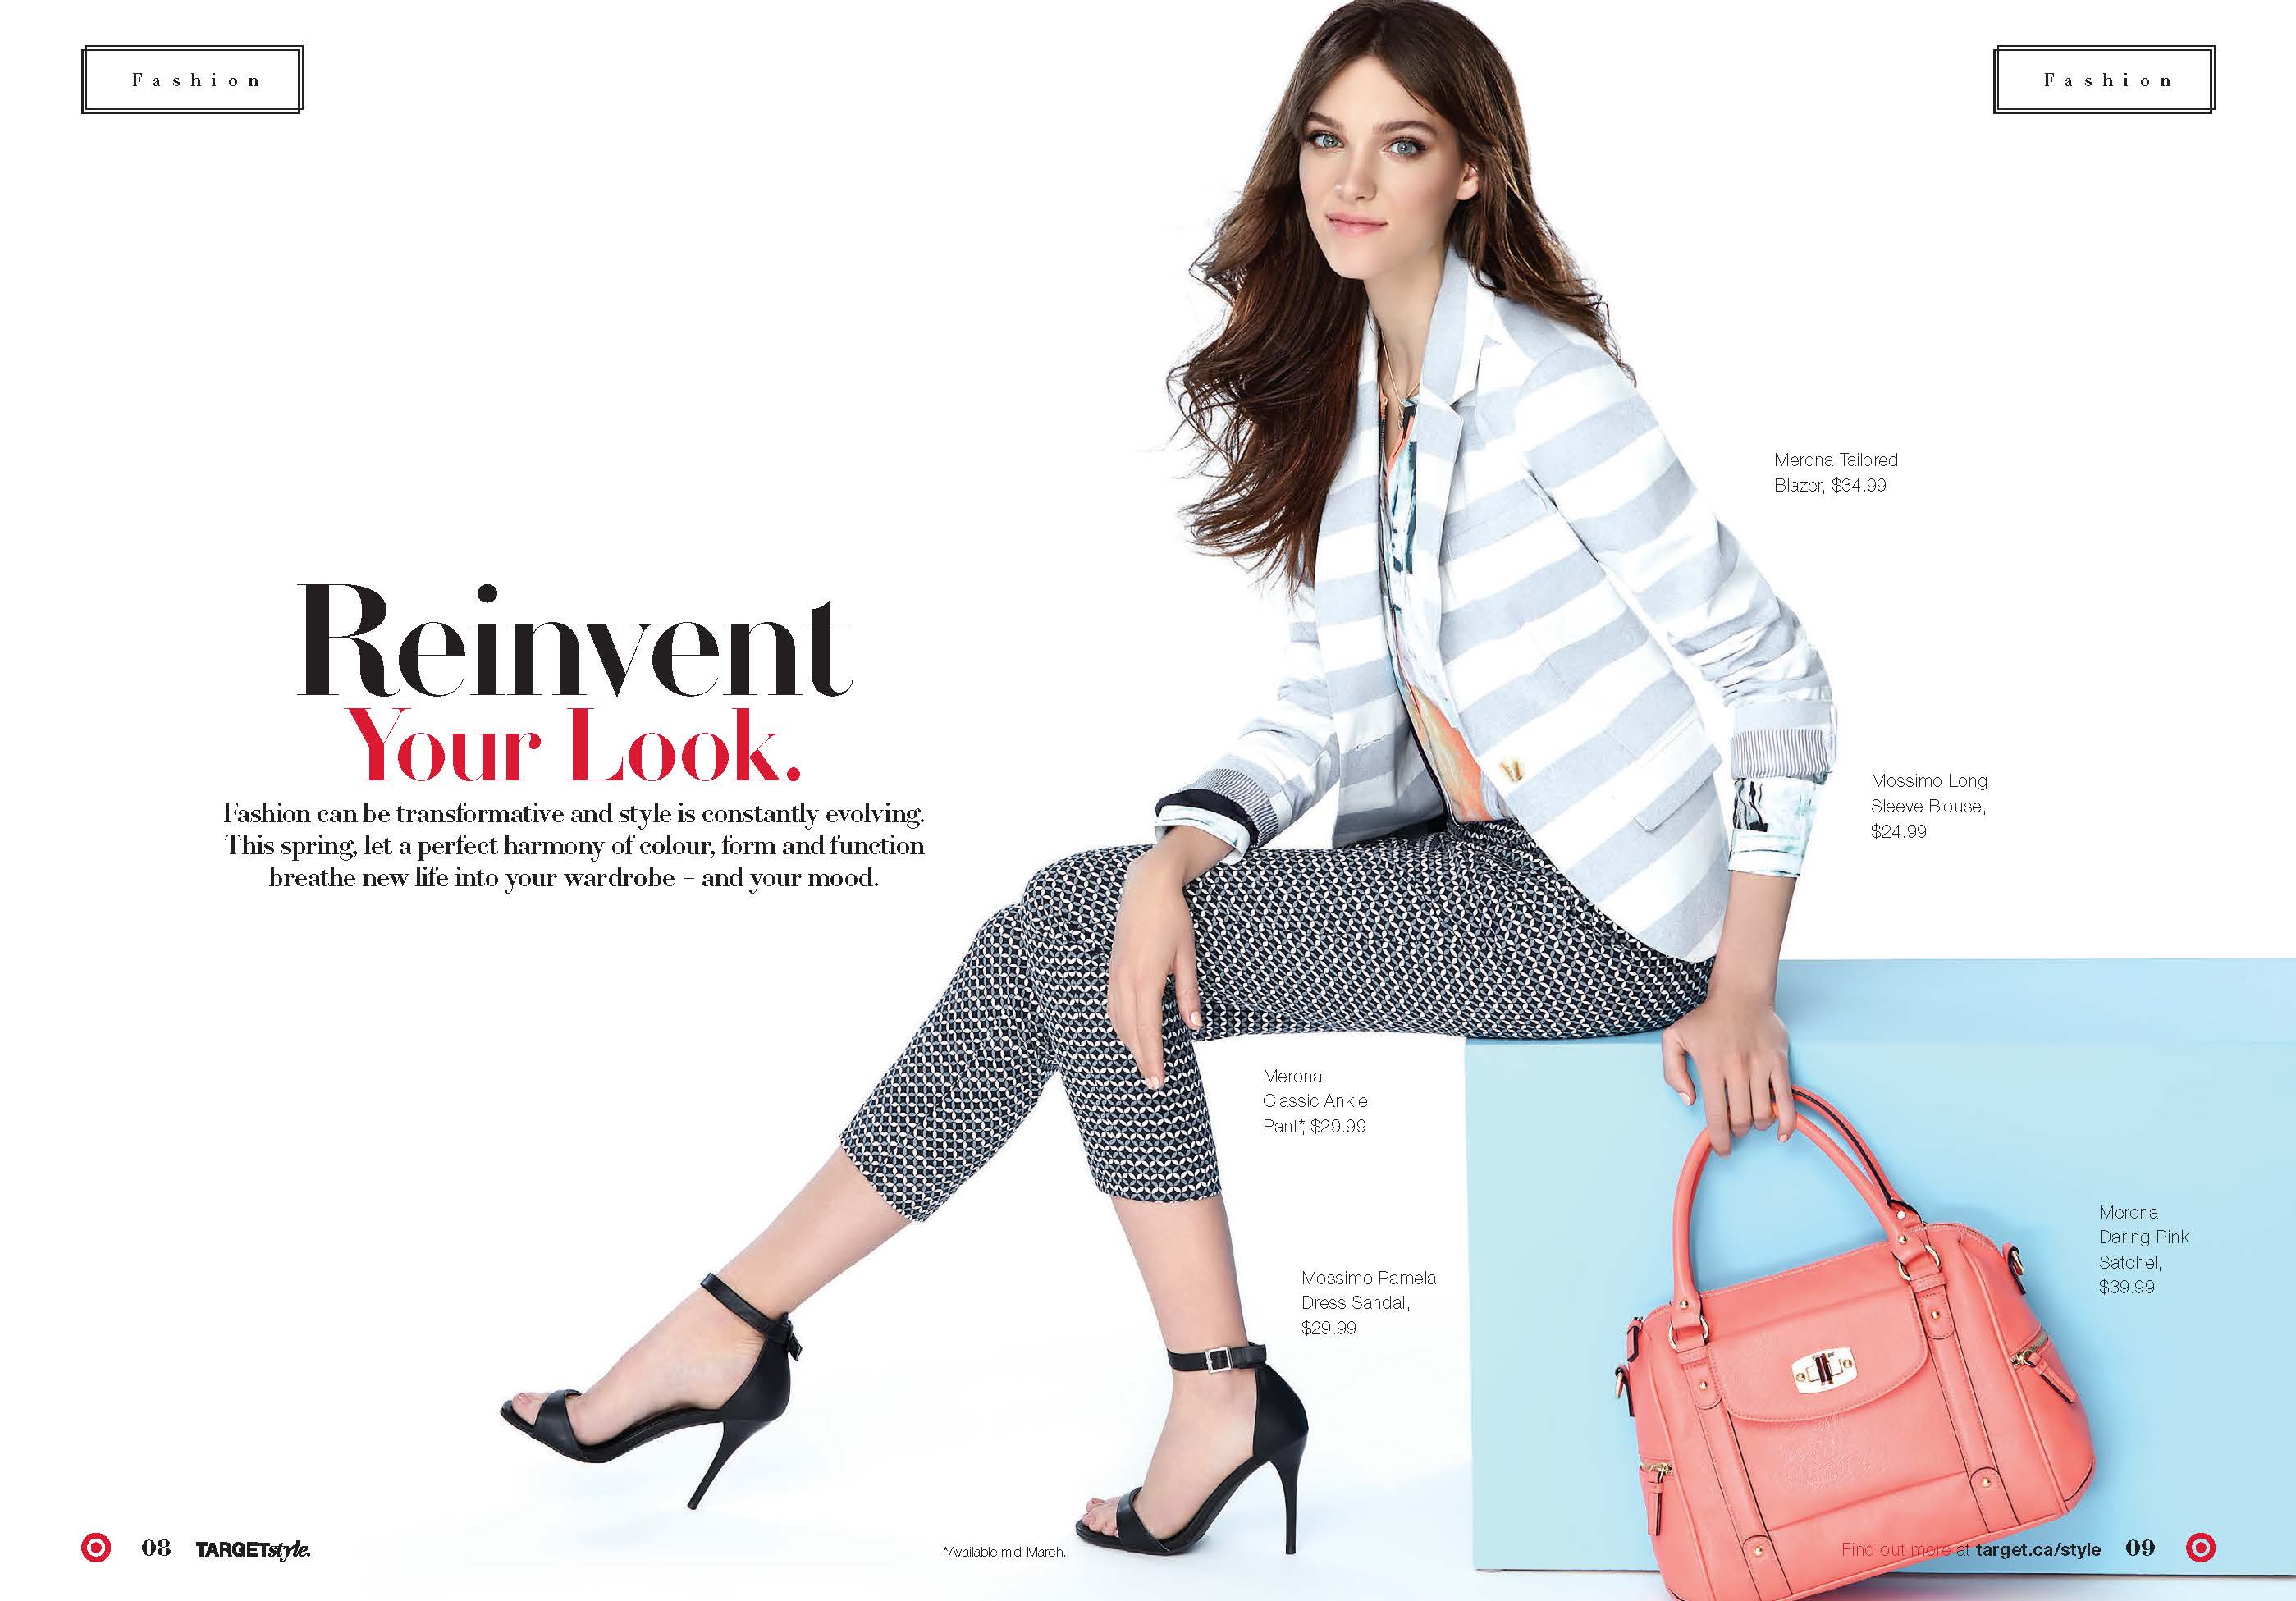 Fashion
Fashion
Reinvent
Your Look.
Fashion can be transformative and style is constantly evolving.
This spring, let a perfect harmony of colour, form and function
breathe new life into your wardrobe – and your mood.
Merona Tailored
Blazer, $34.99
Mossimo Long
Sleeve Blouse,
$24.99
Merona
Classic Ankle
Pant*, $29.99
Merona
Daring Pink
Satchel,
$39.99
Mossimo Pamela
Dress Sandal,
$29.99
08 TARGETstyle.
*Available mid-March.
Find out more at target.ca/style 09